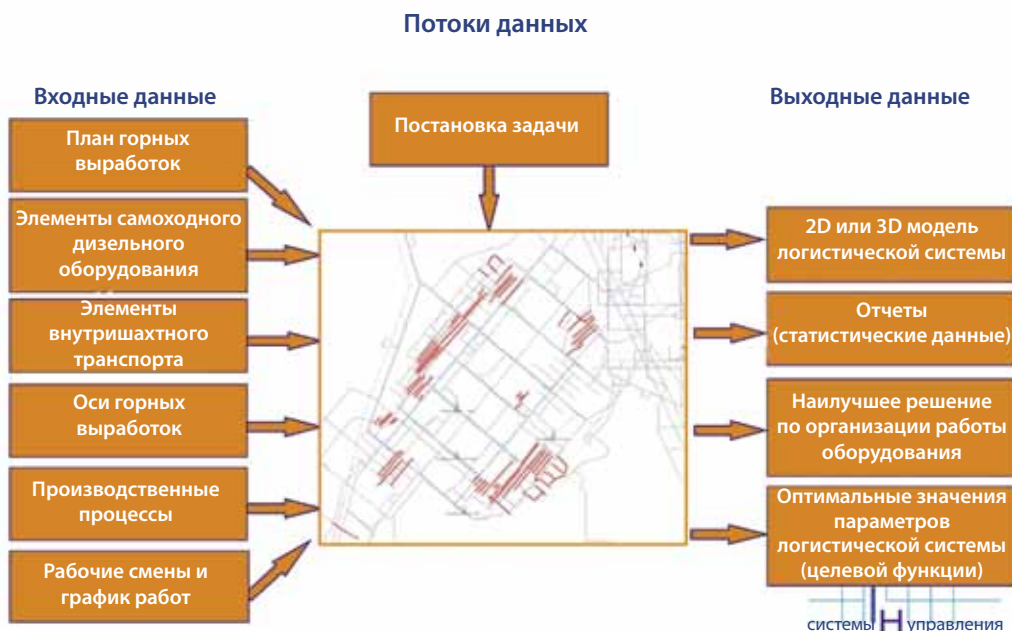 Потоки данных
Входные данные
План горных
выработок
Элементы самоходного
дизельного
оборудования
Элементы
внутришахтного
транспорта
Оси горных
выработок
Производственные
процессы
Рабочие смены и
график работ
Постановка задачи
Выходные данные
2D или 3D модель
логистической системы
Отчеты
(статистические данные)
Наилучшее решение
по организации работы
оборудования
Оптимальные значения
параметров
логистической системы
(целевой функции)
системы Н управления